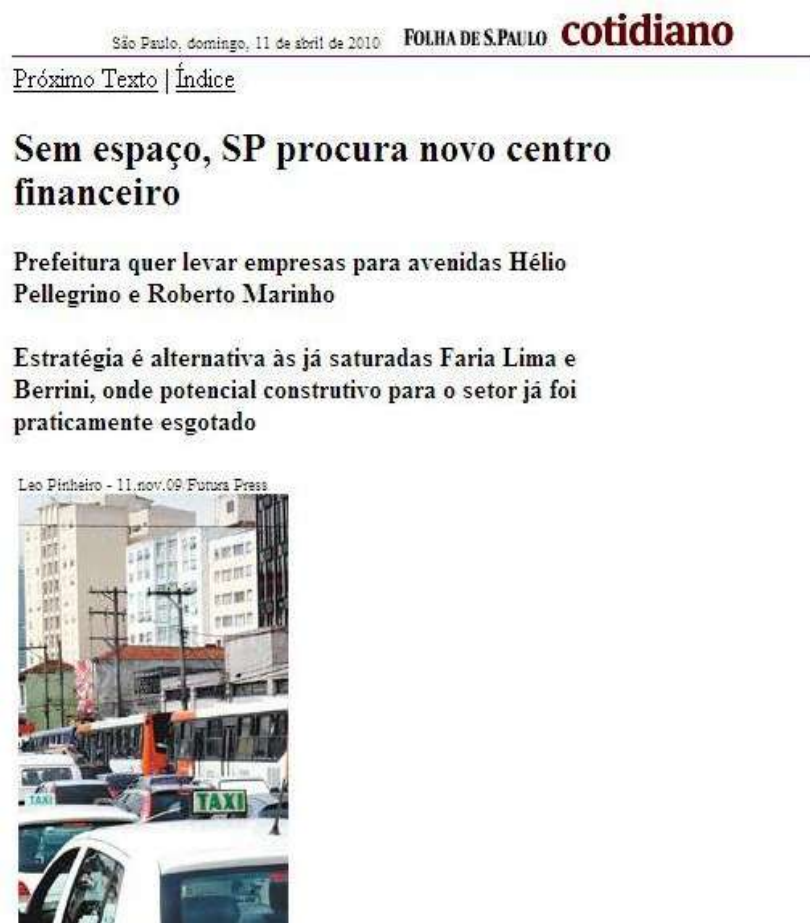 São Paulo, domingo, 11 de abril de 2010 FOLHA DE S.PAULO cotidiano
Próximo Texto | Índice
Sem espaço, SP procura novo centro
financeiro
Prefeitura quer levar empresas para avenidas Hélio
Pellegrino e Roberto Marinho
Estratégia é alternativa às já saturadas Faria Lima e
Berrini, onde potencial construtivo para o setor já foi
praticamente esgotado
Leo Pinheiro - 11.nov.09/Futura Press
TAXI
TAXI